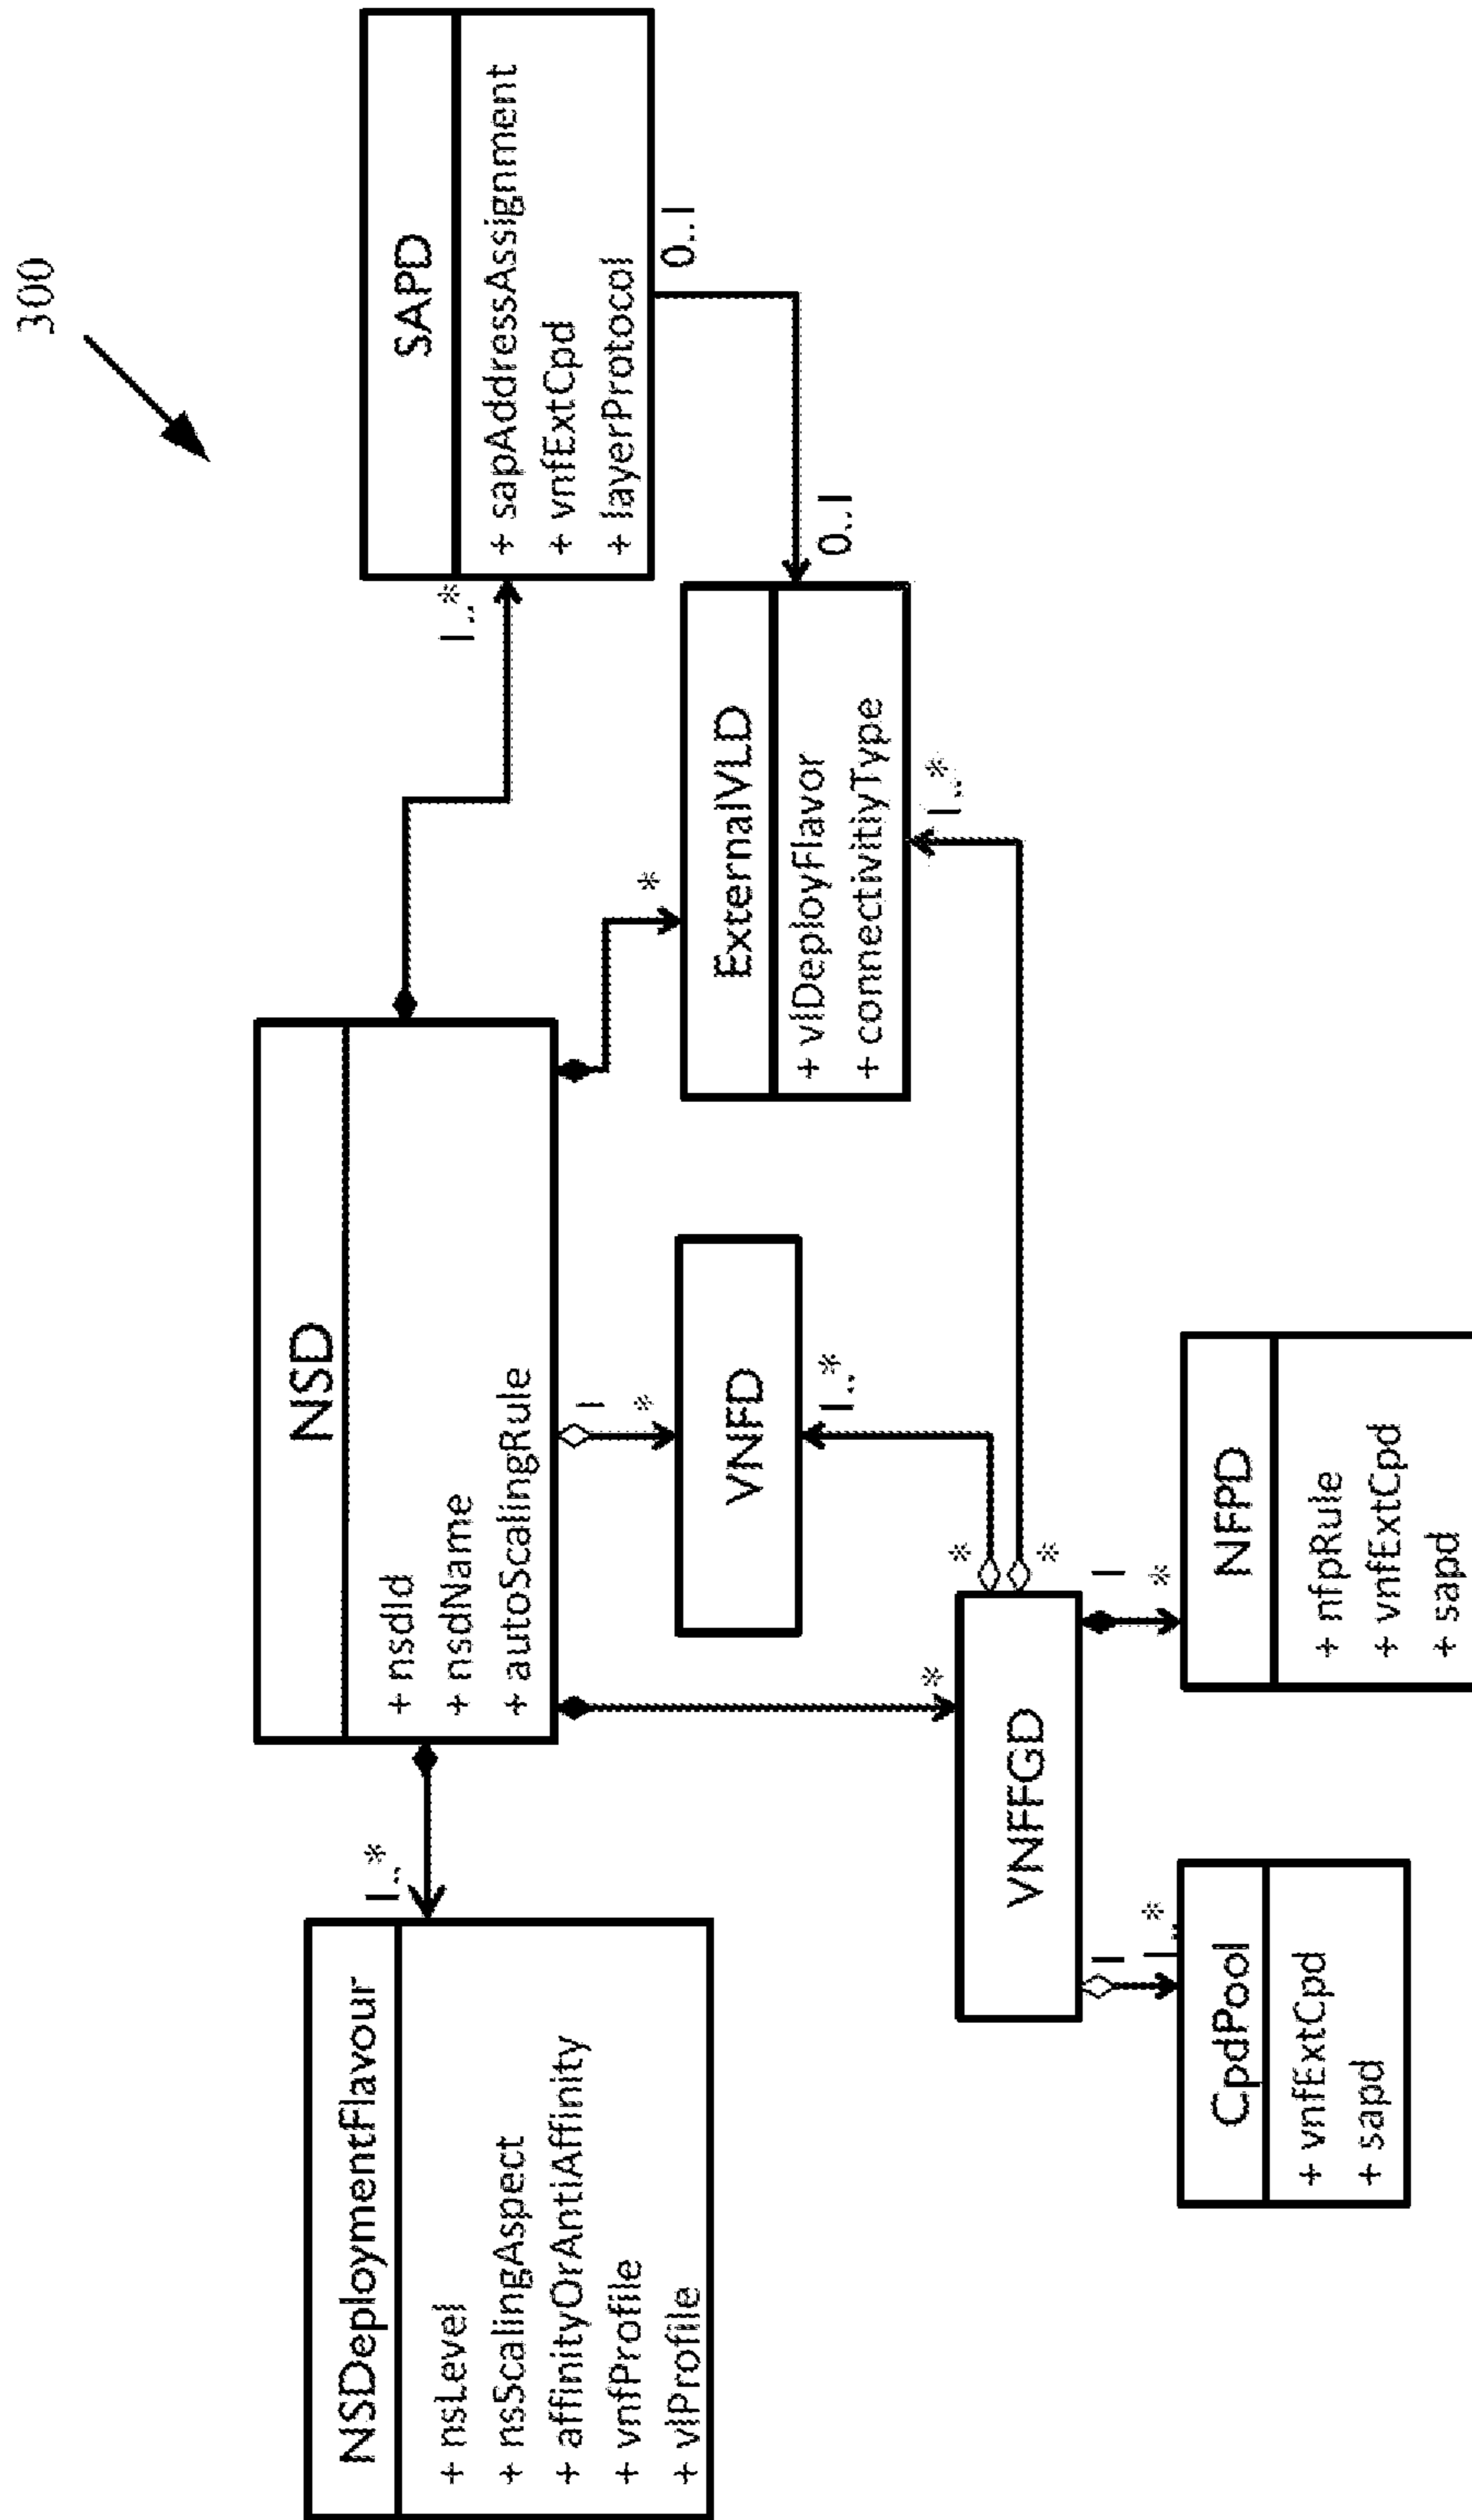 300
NSD
+ nsdId
+ nsdName
+ autoScalingRule
NSDeploymentFlavour
+ nsLevel
+ nsScalingAspect
+ affinityOrAntiAffinity
+ vnfProfile
+ vlProfile
1..*
SAPD
+ sapAddressAssignment
+ vnfExtCpd
+ layerProtocol
1..*
0..1
0..1
1
*
*
VNFD
1..*
ExternalVLD
+ vlDeployFlavor
+ connectivitiyType
1..*
*
*
*
VNFFGD
1
1..*
1
*
CpdPool
+ vnfExtCpd
+ sapd
NFPD
+ nfpRule
+ vnfExtCpd
+ sapd